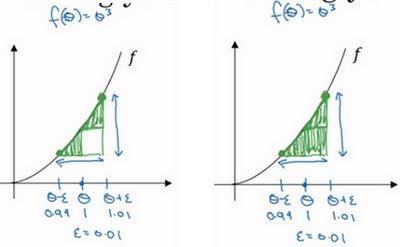 f(θ) = θ³
f
θ-ε θ θ+ε
0.99 1 1.01
ε = 0.01
f(θ) = θ³
f
θ-ε θ θ+ε
0.99 1 1.01
ε = 0.01